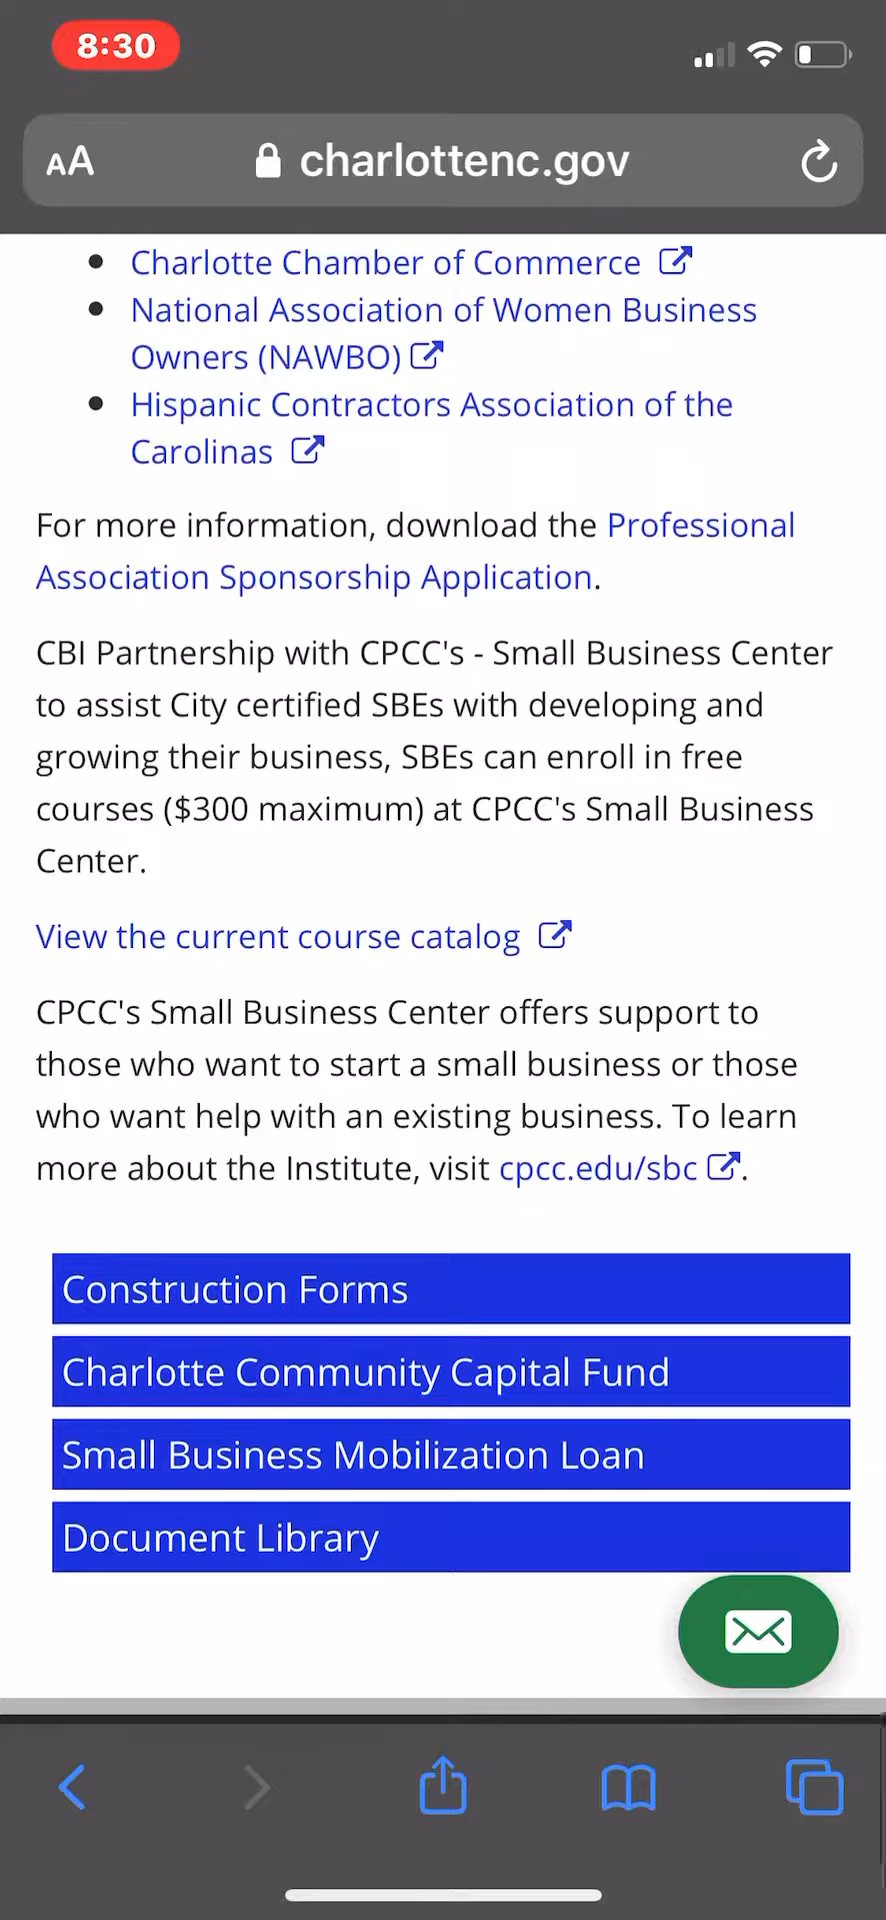 8:30
AA
charlottenc.gov
Charlotte Chamber of Commerce
National Association of Women Business
Owners (NAWBO)
Hispanic Contractors Association of the
Carolinas
For more information, download the Professional
Association Sponsorship Application.
CBI Partnership with CPCC's - Small Business Center
to assist City certified SBEs with developing and
growing their business, SBEs can enroll in free
courses ($300 maximum) at CPCC's Small Business
Center.
View the current course catalog
CPCC's Small Business Center offers support to
those who want to start a small business or those
who want help with an existing business. To learn
more about the Institute, visit cpcc.edu/sbc.
Construction Forms
Charlotte Community Capital Fund
Small Business Mobilization Loan
Document Library